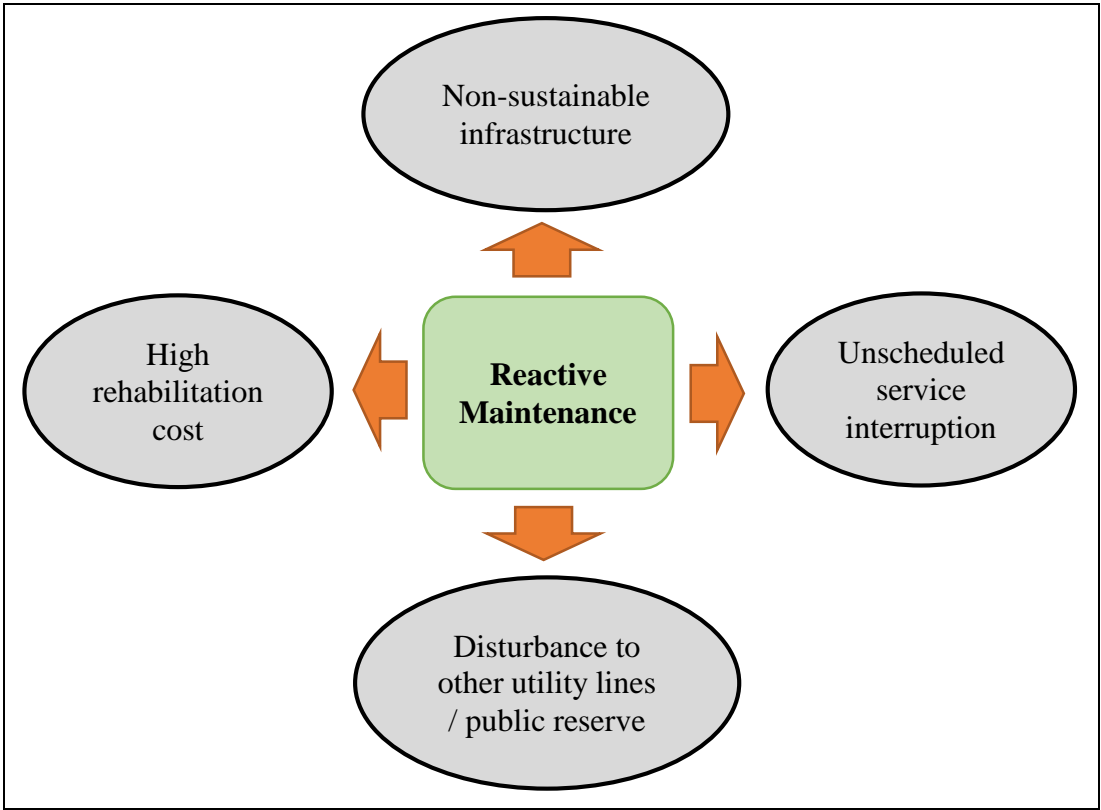 Non-sustainable
infrastructure
High
rehabilitation
cost
Reactive
Maintenance
Unscheduled
service
interruption
Disturbance to
other utility lines
/ public reserve